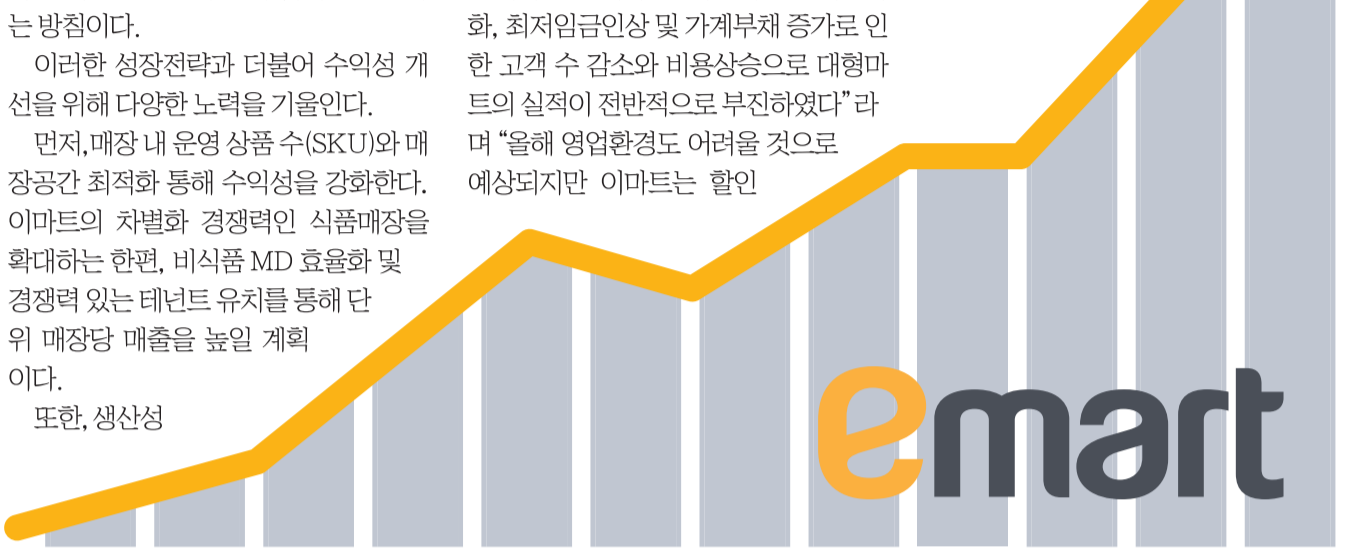 는 방침이다.
이러한 성장전략과 더불어 수익성 개
선을 위해 다양한 노력을 기울인다.
먼저,매장 내 운영 상품 수(SKU)와 매
장공간 최적화 통해 수익성을 강화한다.
이마트의 차별화 경쟁력인 식품매장을
확대하는 한편, 비식품 MD 효율화 및
경쟁력 있는 테넌트 유치를 통해 단
위 매장당 매출을 높일 계획
이다.
또한, 생산성
화, 최저임금인상 및 가계부채 증가로 인
한 고객 수 감소와 비용상승으로 대형마
트의 실적이 전반적으로 부진하였다”라
며 “올해 영업환경도 어려울 것으로
예상되지만 이마트는 할인
emart